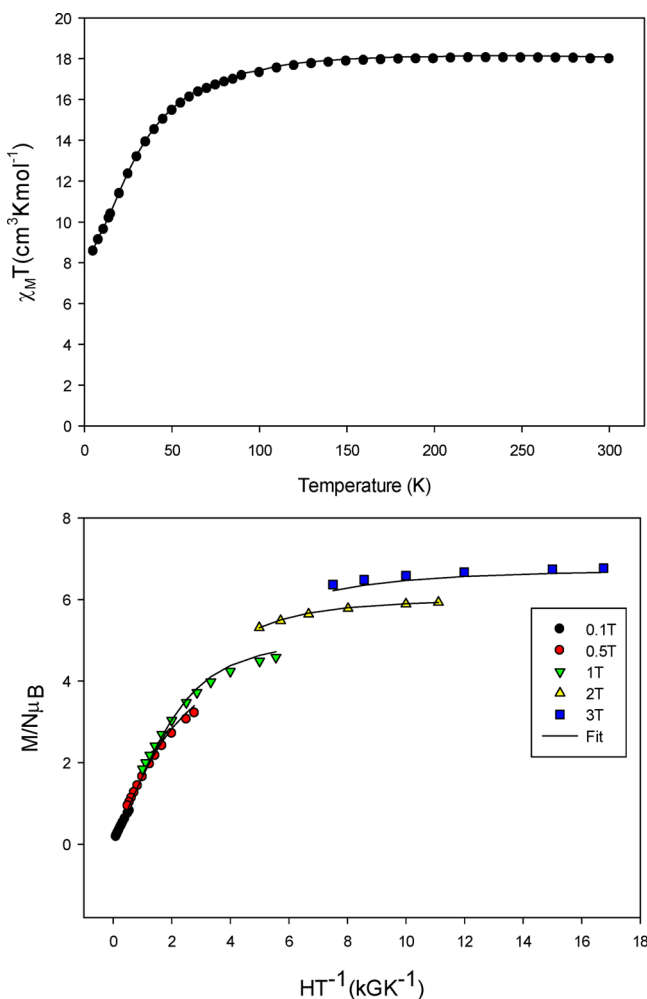 20
18
16
14
12
10
8
6
4
2
0
χMT(cm³Kmol⁻¹)
0 50 100 150 200 250 300
Temperature (K)
8
6
4
2
0
M/NμB
0.1T
0.5T
1T
2T
3T
Fit
0 2 4 6 8 10 12 14 16 18
HT⁻¹(kGK⁻¹)